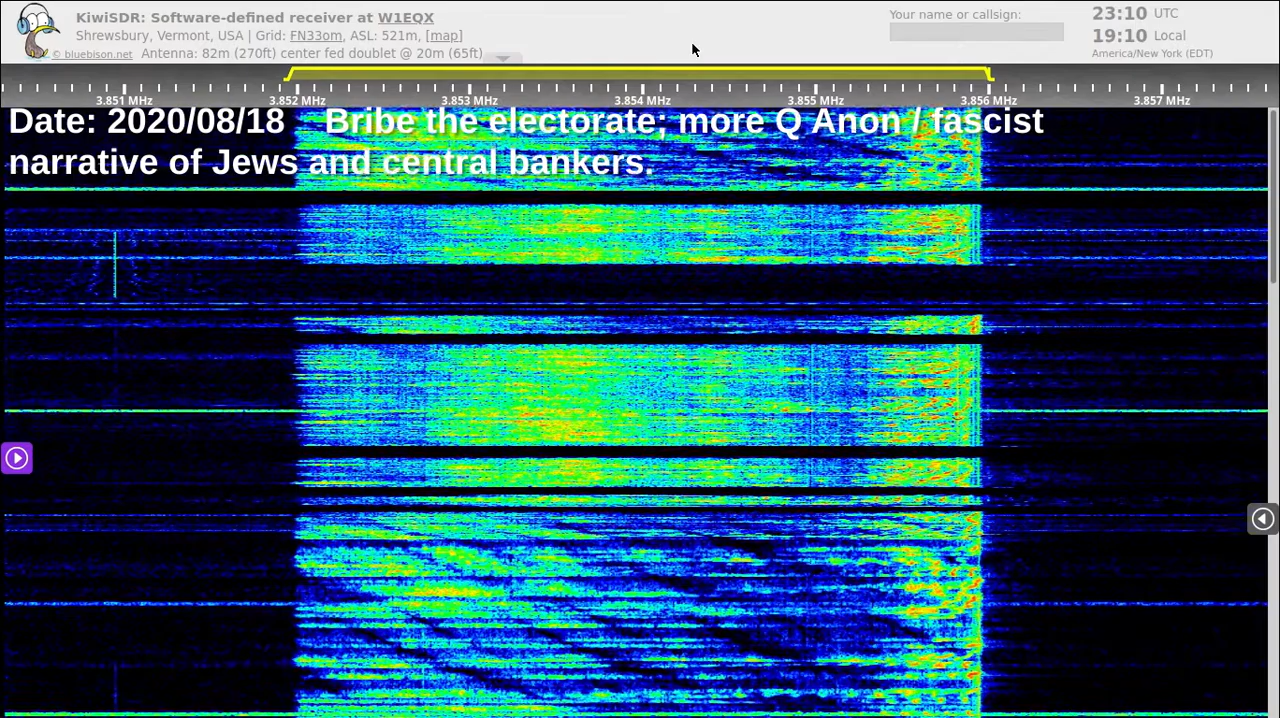 KiwiSDR: Software-defined receiver at W1EQX
Shrewsbury, Vermont, USA | Grid: FN33om, ASL: 521m, [map]
© bluebison.net Antenna: 82m (270ft) center fed doublet @ 20m (65ft)
Your name or callsign:
23:10 UTC
19:10 Local
America/New York (EDT)
3.851 MHz 3.852 MHz 3.853 MHz 3.854 MHz 3.855 MHz 3.856 MHz 3.857 MHz
Date: 2020/08/18 Bribe the electorate; more Q Anon / fascist
narrative of Jews and central bankers.